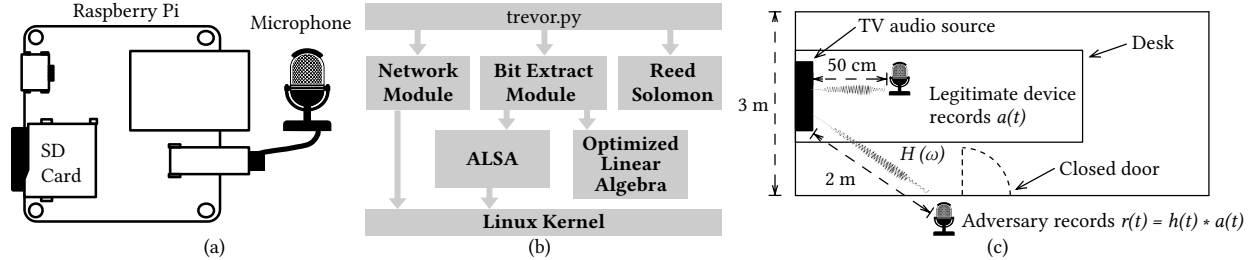 Raspberry Pi
Microphone
SD
Card
(a)
trevor.py
Network
Module
Bit Extract
Module
Reed
Solomon
ALSA
Optimized
Linear
Algebra
Linux Kernel
(b)
TV audio source
Desk
50 cm
3 m
Legitimate device
records a(t)
H (ω)
Closed door
2 m
Adversary records r(t) = h(t) * a(t)
(c)